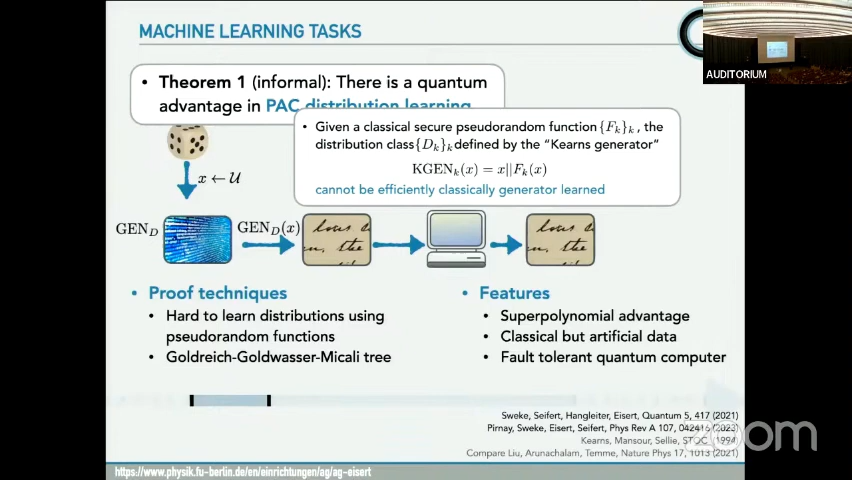 MACHINE LEARNING TASKS
AUDITORIUM
• Theorem 1 (informal): There is a quantum
advantage in PAC distribution learning
• Given a classical secure pseudorandom function {F_k}_k, the
distribution class{D_k}_k defined by the “Kearns generator”
KGEN_k(x) = x||F_k(x)
cannot be efficiently classically generator learned
x ← U
GEN_D
GEN_D(x)
• Proof techniques
• Hard to learn distributions using
pseudorandom functions
• Goldreich-Goldwasser-Micali tree
• Features
• Superpolynomial advantage
• Classical but artificial data
• Fault tolerant quantum computer
Sweke, Seifert, Hangleiter, Eisert, Quantum 5, 417 (2021)
Pirnay, Sweke, Eisert, Seifert, Phys Rev A 107, 042416 (2023)
Kearns, Mansour, Sellie, STOC 1994
Compare Liu, Arunachalam, Temme, Nature Phys 17, 1013 (2021)
zoom
https://www.physik.fu-berlin.de/en/einrichtungen/ag/ag-eisert